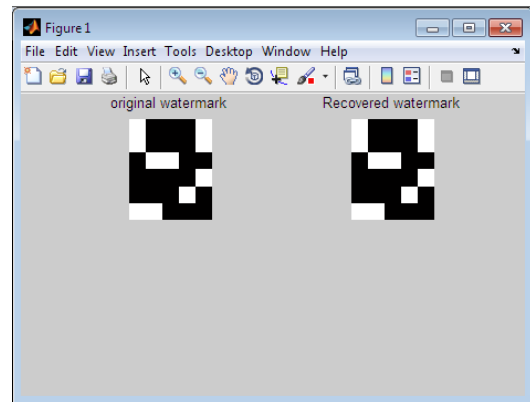 Figure 1
File Edit View Insert Tools Desktop Window Help
original watermark
Recovered watermark